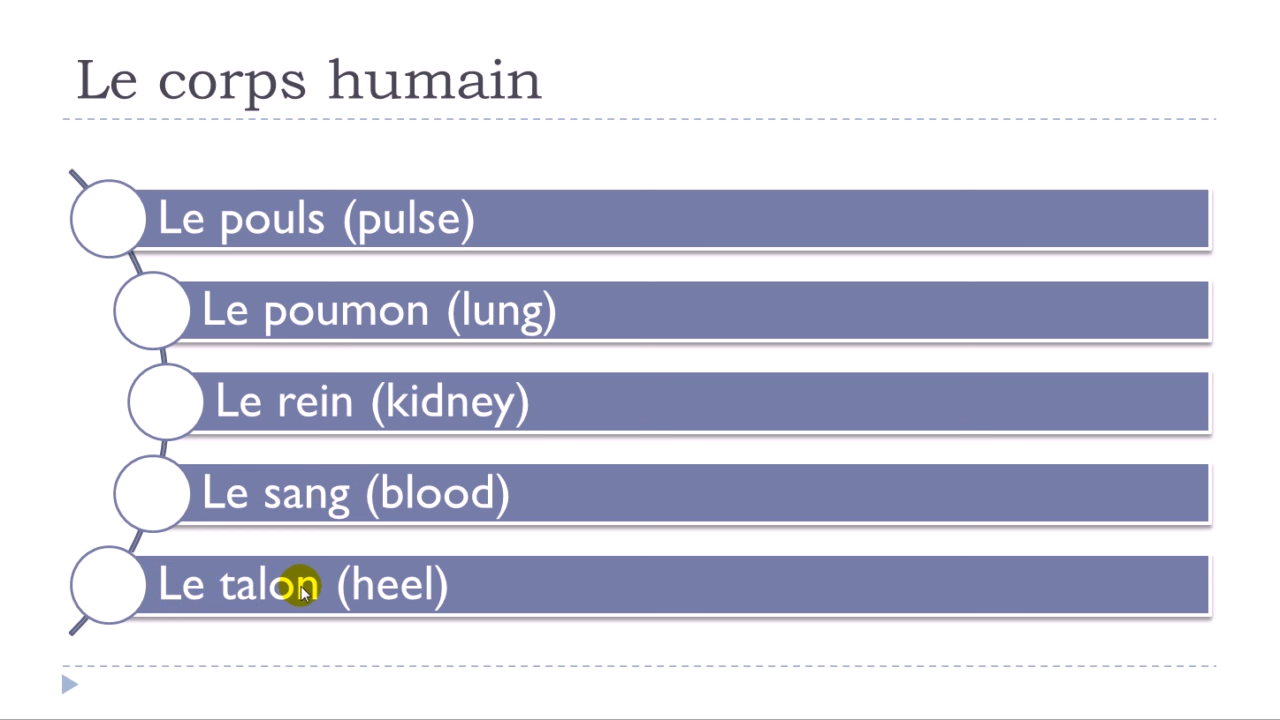 Le corps humain
Le pouls (pulse)
Le poumon (lung)
Le rein (kidney)
Le sang (blood)
Le talon (heel)